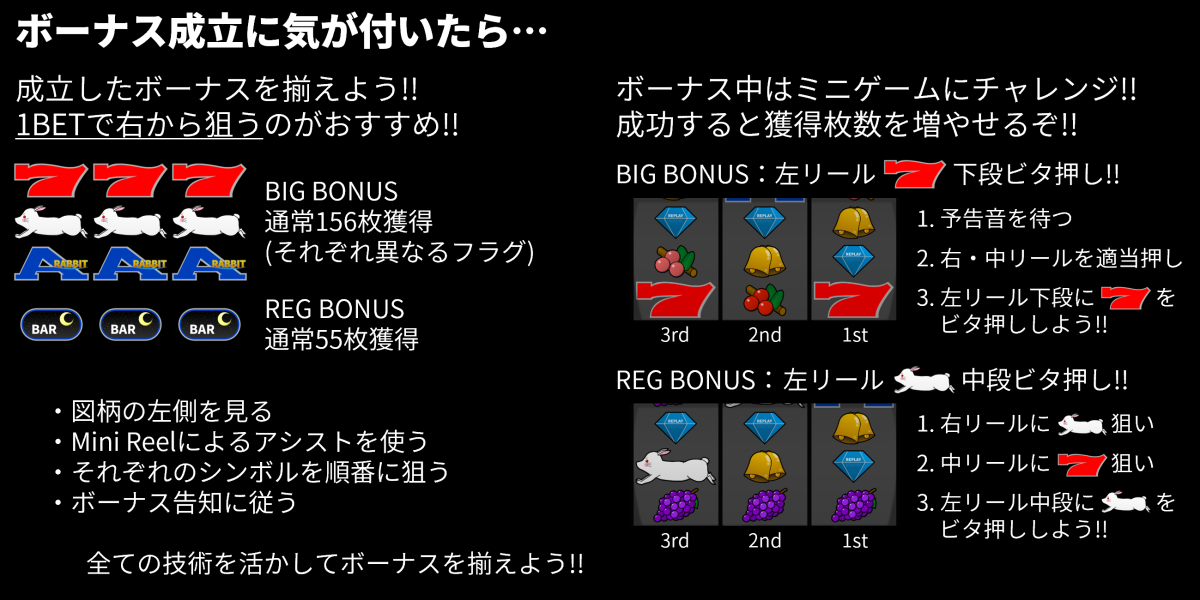 ボーナス成立に気が付いたら…
成立したボーナスを揃えよう!!
1BETで右から狙うのがおすすめ!!
BIG BONUS
通常156枚獲得
(それぞれ異なるフラグ)
RABBIT RABBIT RABBIT
REG BONUS
通常55枚獲得
BAR BAR BAR
・図柄の左側を見る
・Mini Reelによるアシストを使う
・それぞれのシンボルを順番に狙う
・ボーナス告知に従う
全ての技術を活かしてボーナスを揃えよう!!
ボーナス中はミニゲームにチャレンジ!!
成功すると獲得枚数を増やせるぞ!!
BIG BONUS：左リール 7 下段ビタ押し!!
REPLAY REPLAY
REPLAY
3rd 2nd 1st
1. 予告音を待つ
2. 右・中リールを適当押し
3. 左リール下段に 7 を
ビタ押ししよう!!
REG BONUS：左リール 中段ビタ押し!!
REPLAY REPLAY
REPLAY
3rd 2nd 1st
1. 右リールに 狙い
2. 中リールに 7 狙い
3. 左リール中段に を
ビタ押ししよう!!